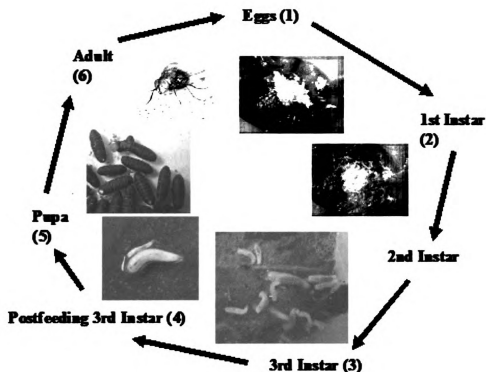 Eggs (1)
1st Instar
(2)
2nd Instar
3rd Instar (3)
Postfeeding 3rd Instar (4)
Pupa
(5)
Adult
(6)